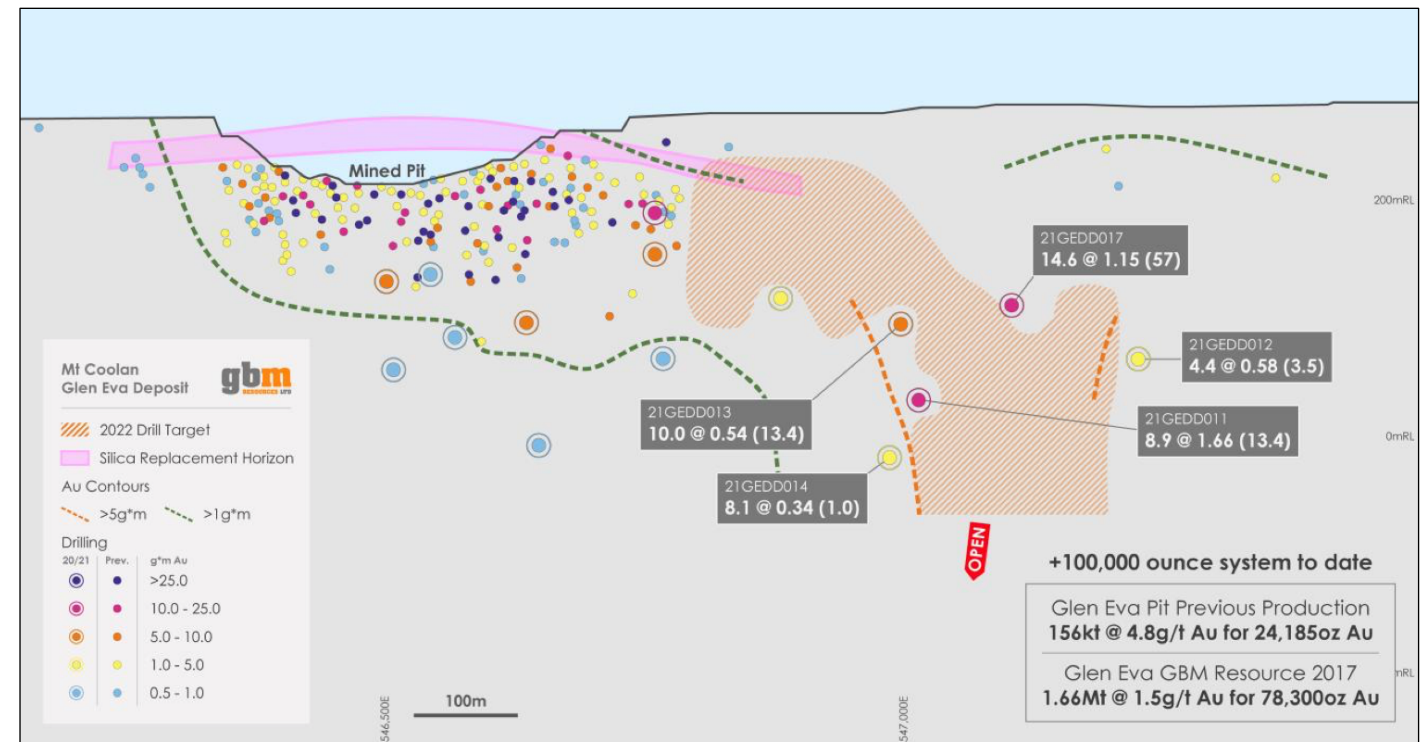 Mined Pit
200mRL
21GEDD017
14.6 @ 1.15 (57)
21GEDD012
4.4 @ 0.58 (3.5)
21GEDD013
10.0 @ 0.54 (13.4)
21GEDD011
8.9 @ 1.66 (13.4)
0mRL
21GEDD014
8.1 @ 0.34 (1.0)
OPEN
Mt Coolan
Glen Eva Deposit
gbm
RESOURCES LTD
2022 Drill Target
Silica Replacement Horizon
Au Contours
>5g*m >1g*m
Drilling
20/21 Prev. g*m Au
>25.0
10.0 - 25.0
5.0 - 10.0
1.0 - 5.0
0.5 - 1.0
546,500E
100m
547,000E
+100,000 ounce system to date
Glen Eva Pit Previous Production
156kt @ 4.8g/t Au for 24,185oz Au
Glen Eva GBM Resource 2017
1.66Mt @ 1.5g/t Au for 78,300oz Au
mRL